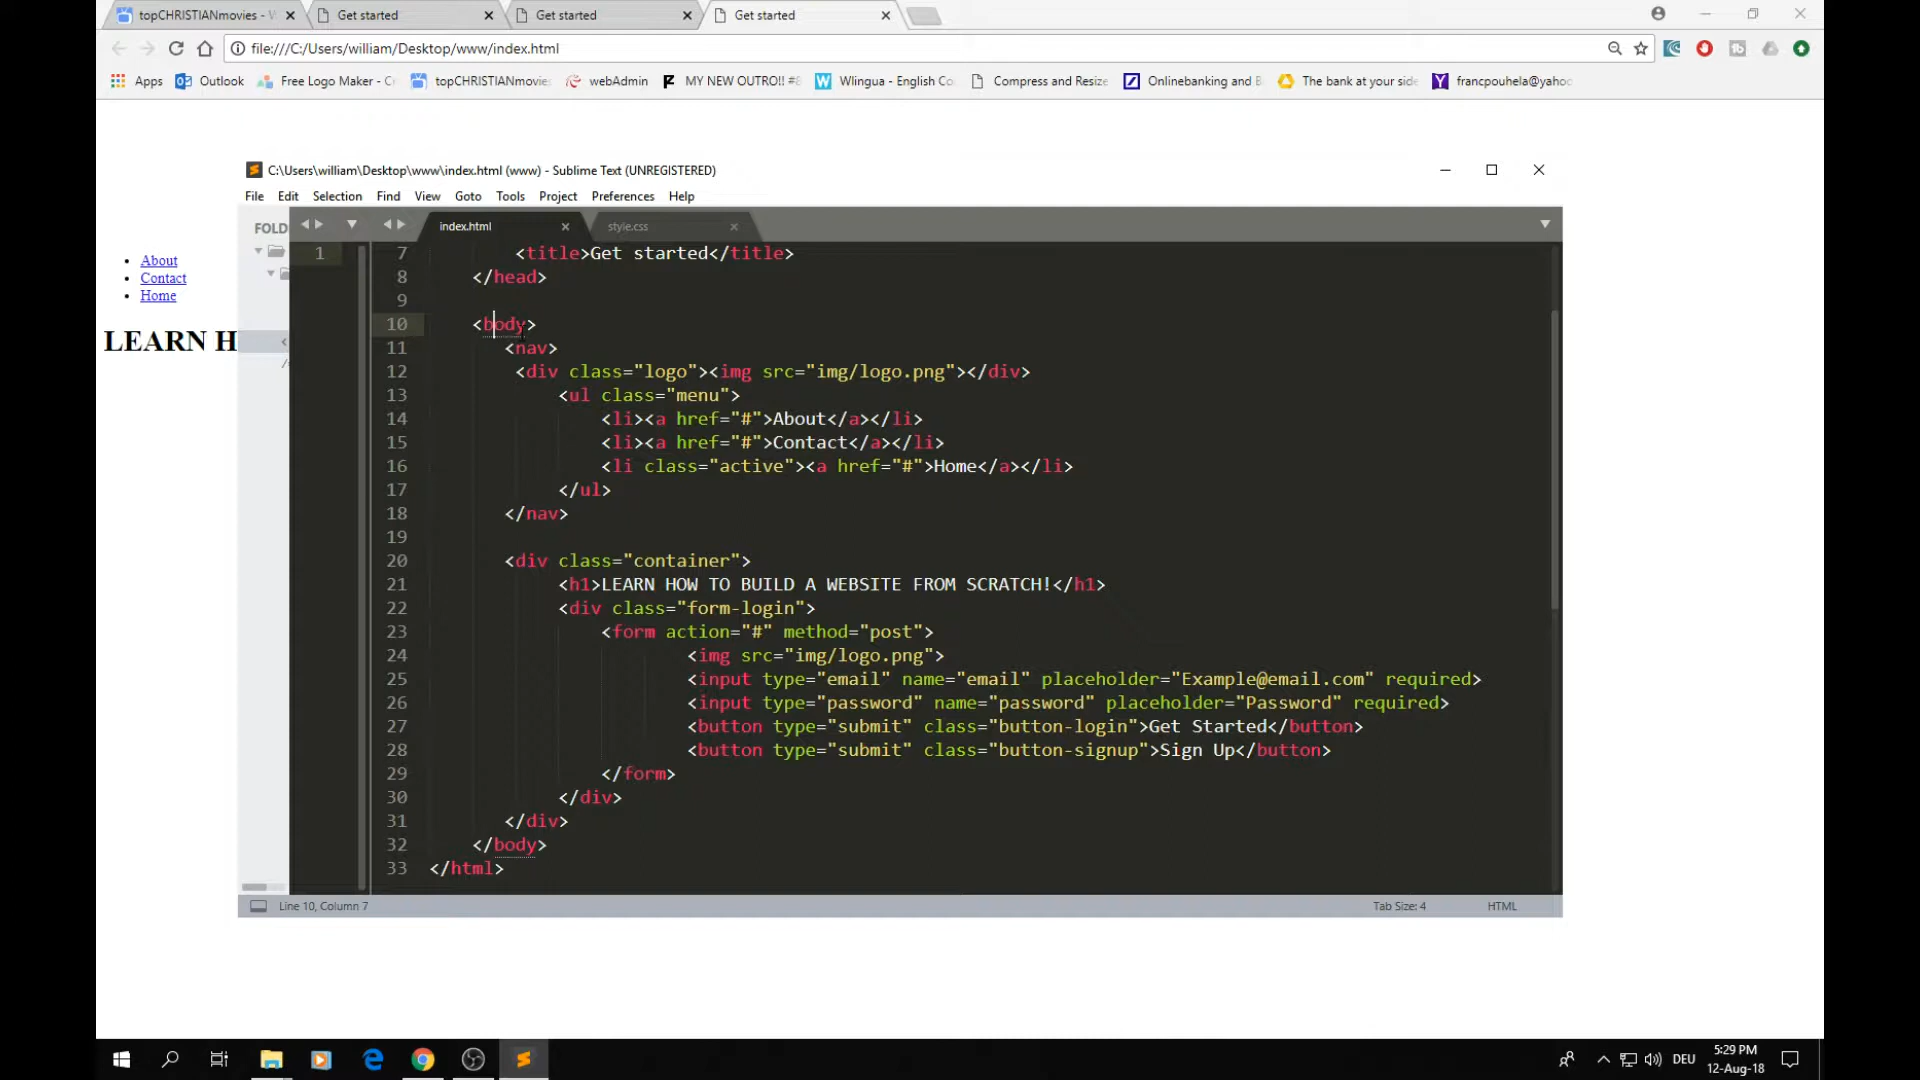 topCHRISTIANmovies - W
Get started
Get started
Get started
file:///C:/Users/william/Desktop/www/index.html
Apps
Outlook
Free Logo Maker - Cr
topCHRISTIANmovies
webAdmin
MY NEW OUTRO!! #8
Wlingua - English Co
Compress and Resize
Onlinebanking and B
The bank at your side
francpouhela@yahoo
C:\Users\william\Desktop\www\index.html (www) - Sublime Text (UNREGISTERED)
File Edit Selection Find View Goto Tools Project Preferences Help
FOLD
index.html
style.css
About
Contact
Home
LEARN H
1
7 <title>Get started</title>
8 </head>
9
10 <body>
11 <nav>
12 <div class="logo"><img src="img/logo.png"></div>
13 <ul class="menu">
14 <li><a href="#">About</a></li>
15 <li><a href="#">Contact</a></li>
16 <li class="active"><a href="#">Home</a></li>
17 </ul>
18 </nav>
19
20 <div class="container">
21 <h1>LEARN HOW TO BUILD A WEBSITE FROM SCRATCH!</h1>
22 <div class="form-login">
23 <form action="#" method="post">
24 <img src="img/logo.png">
25 <input type="email" name="email" placeholder="Example@email.com" required>
26 <input type="password" name="password" placeholder="Password" required>
27 <button type="submit" class="button-login">Get Started</button>
28 <button type="submit" class="button-signup">Sign Up</button>
29 </form>
30 </div>
31 </div>
32 </body>
33 </html>
Line 10, Column 7
Tab Size: 4
HTML
DEU
5:29 PM
12-Aug-18